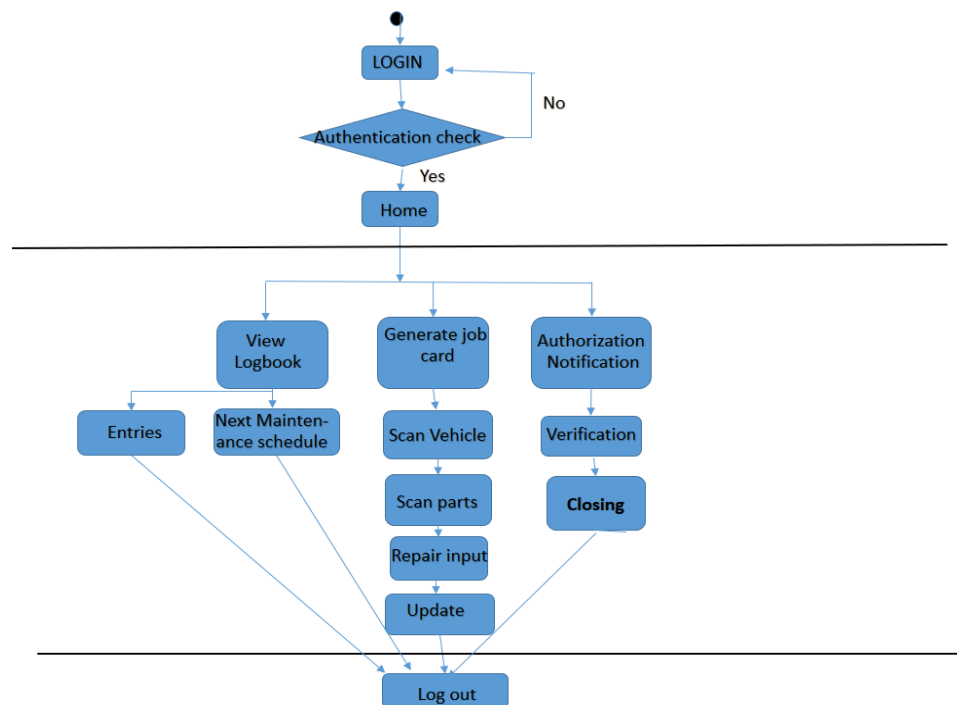 LOGIN
No
Authentication check
Yes
Home
View
Logbook
Generate job
card
Authorization
Notification
Entries
Next Mainten-
ance schedule
Scan Vehicle
Verification
Scan parts
Closing
Repair input
Update
Log out